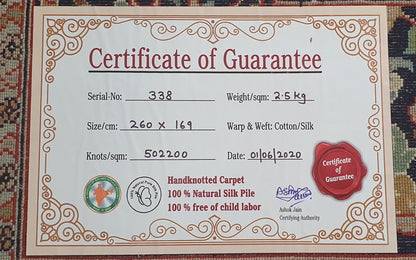 Certificate of Guarantee
Serial-No: 338
Weight/sqm: 2.5 kg
Size/cm: 260 x 169
Warp & Weft: Cotton/Silk
Knots/sqm: 502200
Date: 01/06/2020
Handknotted Carpet
100 % Natural Silk Pile
100 % free of child labor
Certificate
of
Guarantee
Ashok Jain
Certifying Authority